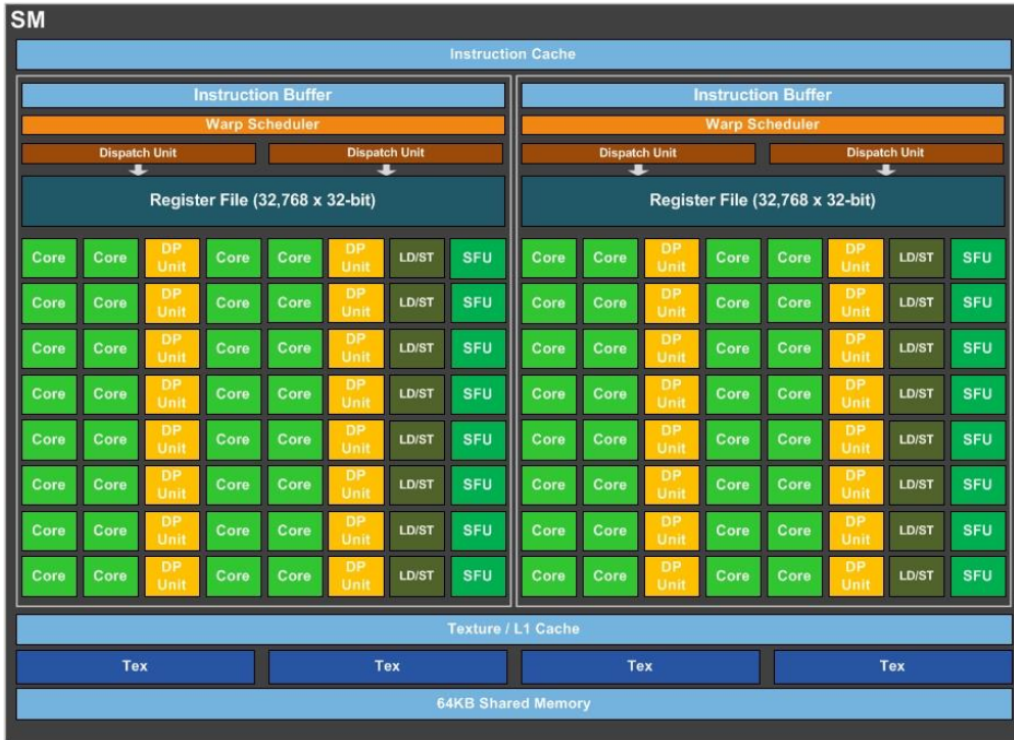 SM
Instruction Cache
Instruction Buffer Instruction Buffer
Warp Scheduler Warp Scheduler
Dispatch Unit Dispatch Unit Dispatch Unit Dispatch Unit
Register File (32,768 x 32-bit) Register File (32,768 x 32-bit)
Core Core DP Unit Core Core DP Unit LD/ST SFU Core Core DP Unit Core Core DP Unit LD/ST SFU
Core Core DP Unit Core Core DP Unit LD/ST SFU Core Core DP Unit Core Core DP Unit LD/ST SFU
Core Core DP Unit Core Core DP Unit LD/ST SFU Core Core DP Unit Core Core DP Unit LD/ST SFU
Core Core DP Unit Core Core DP Unit LD/ST SFU Core Core DP Unit Core Core DP Unit LD/ST SFU
Core Core DP Unit Core Core DP Unit LD/ST SFU Core Core DP Unit Core Core DP Unit LD/ST SFU
Core Core DP Unit Core Core DP Unit LD/ST SFU Core Core DP Unit Core Core DP Unit LD/ST SFU
Core Core DP Unit Core Core DP Unit LD/ST SFU Core Core DP Unit Core Core DP Unit LD/ST SFU
Core Core DP Unit Core Core DP Unit LD/ST SFU Core Core DP Unit Core Core DP Unit LD/ST SFU
Texture / L1 Cache
Tex Tex Tex Tex
64KB Shared Memory